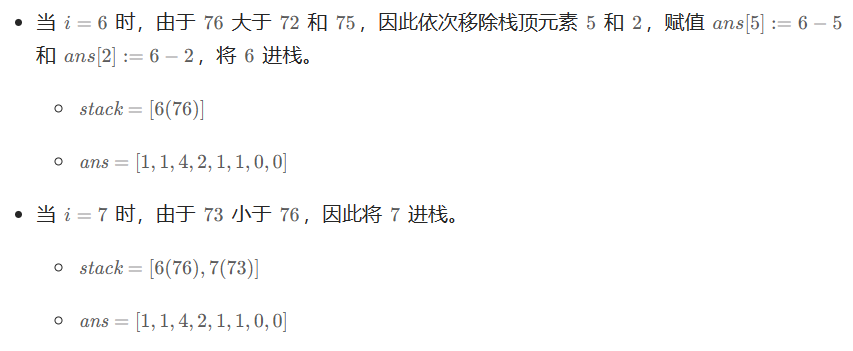 当 i = 6 时，由于 76 大于 72 和 75，因此依次移除栈顶元素 5 和 2，赋值 ans[5] := 6 − 5
和 ans[2] := 6 − 2，将 6 进栈。
stack = [6(76)]
ans = [1, 1, 4, 2, 1, 1, 0, 0]
当 i = 7 时，由于 73 小于 76，因此将 7 进栈。
stack = [6(76), 7(73)]
ans = [1, 1, 4, 2, 1, 1, 0, 0]